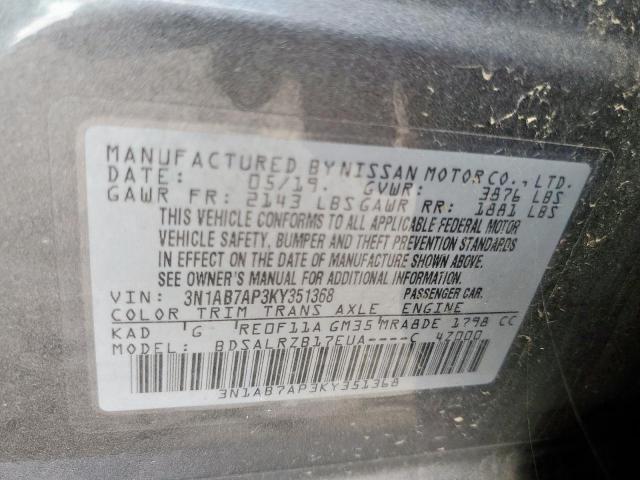 MANUFACTURED BY NISSAN MOTOR CO., LTD.
DATE: 05/19. GVWR: 3876 LBS
GAWR FR: 2143 LBS GAWR RR: 1881 LBS
THIS VEHICLE CONFORMS TO ALL APPLICABLE FEDERAL MOTOR
VEHICLE SAFETY, BUMPER AND THEFT PREVENTION STANDARDS
IN EFFECT ON THE DATE OF MANUFACTURE SHOWN ABOVE.
SEE OWNER'S MANUAL FOR ADDITIONAL INFORMATION.
VIN: 3N1AB7AP3KY351368 PASSENGER CAR.
COLOR TRIM TRANS AXLE ENGINE
KAD G RE0F11A GM35 MRA8DE 1798 CC
MODEL: BDSALRZB17EUA----C 4Z000
3N1AB7AP3KY351368